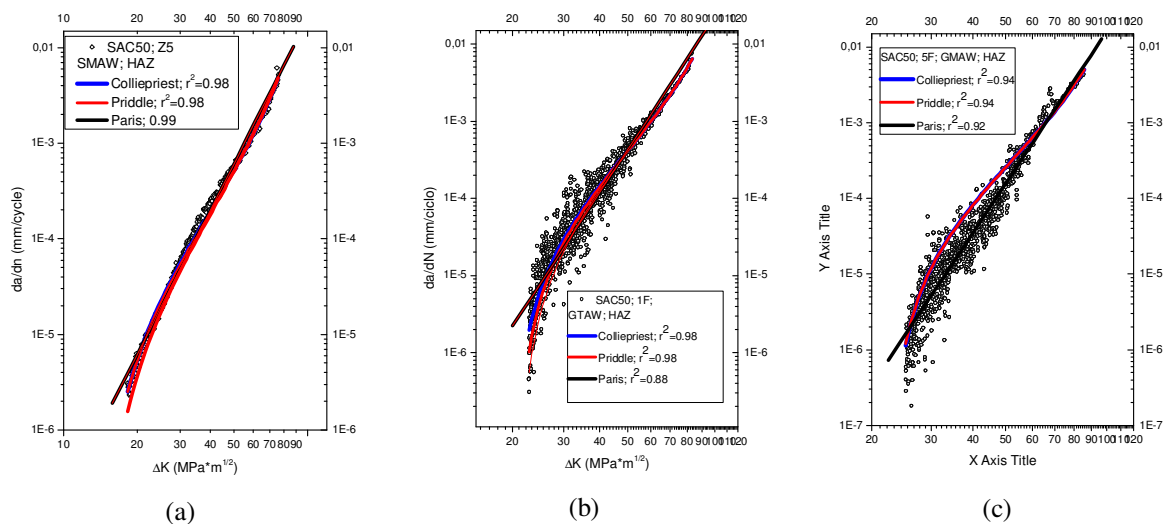 10 20 30 40 50 60 70 80 90
0,01 0,01
SAC50; Z5
SMAW; HAZ
Colliepriest; r²=0.98
Priddle; r²=0.98
Paris; 0.99
1E-3 1E-3
da/dn (mm/cycle)
1E-4 1E-4
1E-5 1E-5
1E-6 1E-6
10 20 30 40 50 60 70 80 90
ΔK (MPa*m^1/2)
(a)
20 30 40 50 60 70 80 90 100 110 120
0,01 0,01
1E-3 1E-3
da/dN (mm/ciclo)
1E-4 1E-4
1E-5 1E-5
SAC50; 1F;
GTAW; HAZ
Colliepriest; r²=0.98
Priddle; r²=0.98
Paris; r²=0.88
1E-6 1E-6
20 30 40 50 60 70 80 90 100 110 120
ΔK (MPa*m^1/2)
(b)
20 30 40 50 60 70 80 90 100 110 120
0,01 0,01
SAC50; 5F; GMAW; HAZ
Colliepriest; r²=0.94
Priddle; r²=0.94
Paris; r²=0.92
1E-3 1E-3
Y Axis Title
1E-4 1E-4
1E-5 1E-5
1E-6 1E-6
1E-7 1E-7
20 30 40 50 60 70 80 90 100 110 120
X Axis Title
(c)